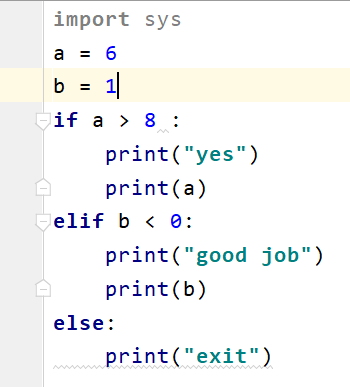 import sys
a = 6
b = 1
if a > 8 :
    print("yes")
    print(a)
elif b < 0:
    print("good job")
    print(b)
else:
    print("exit")